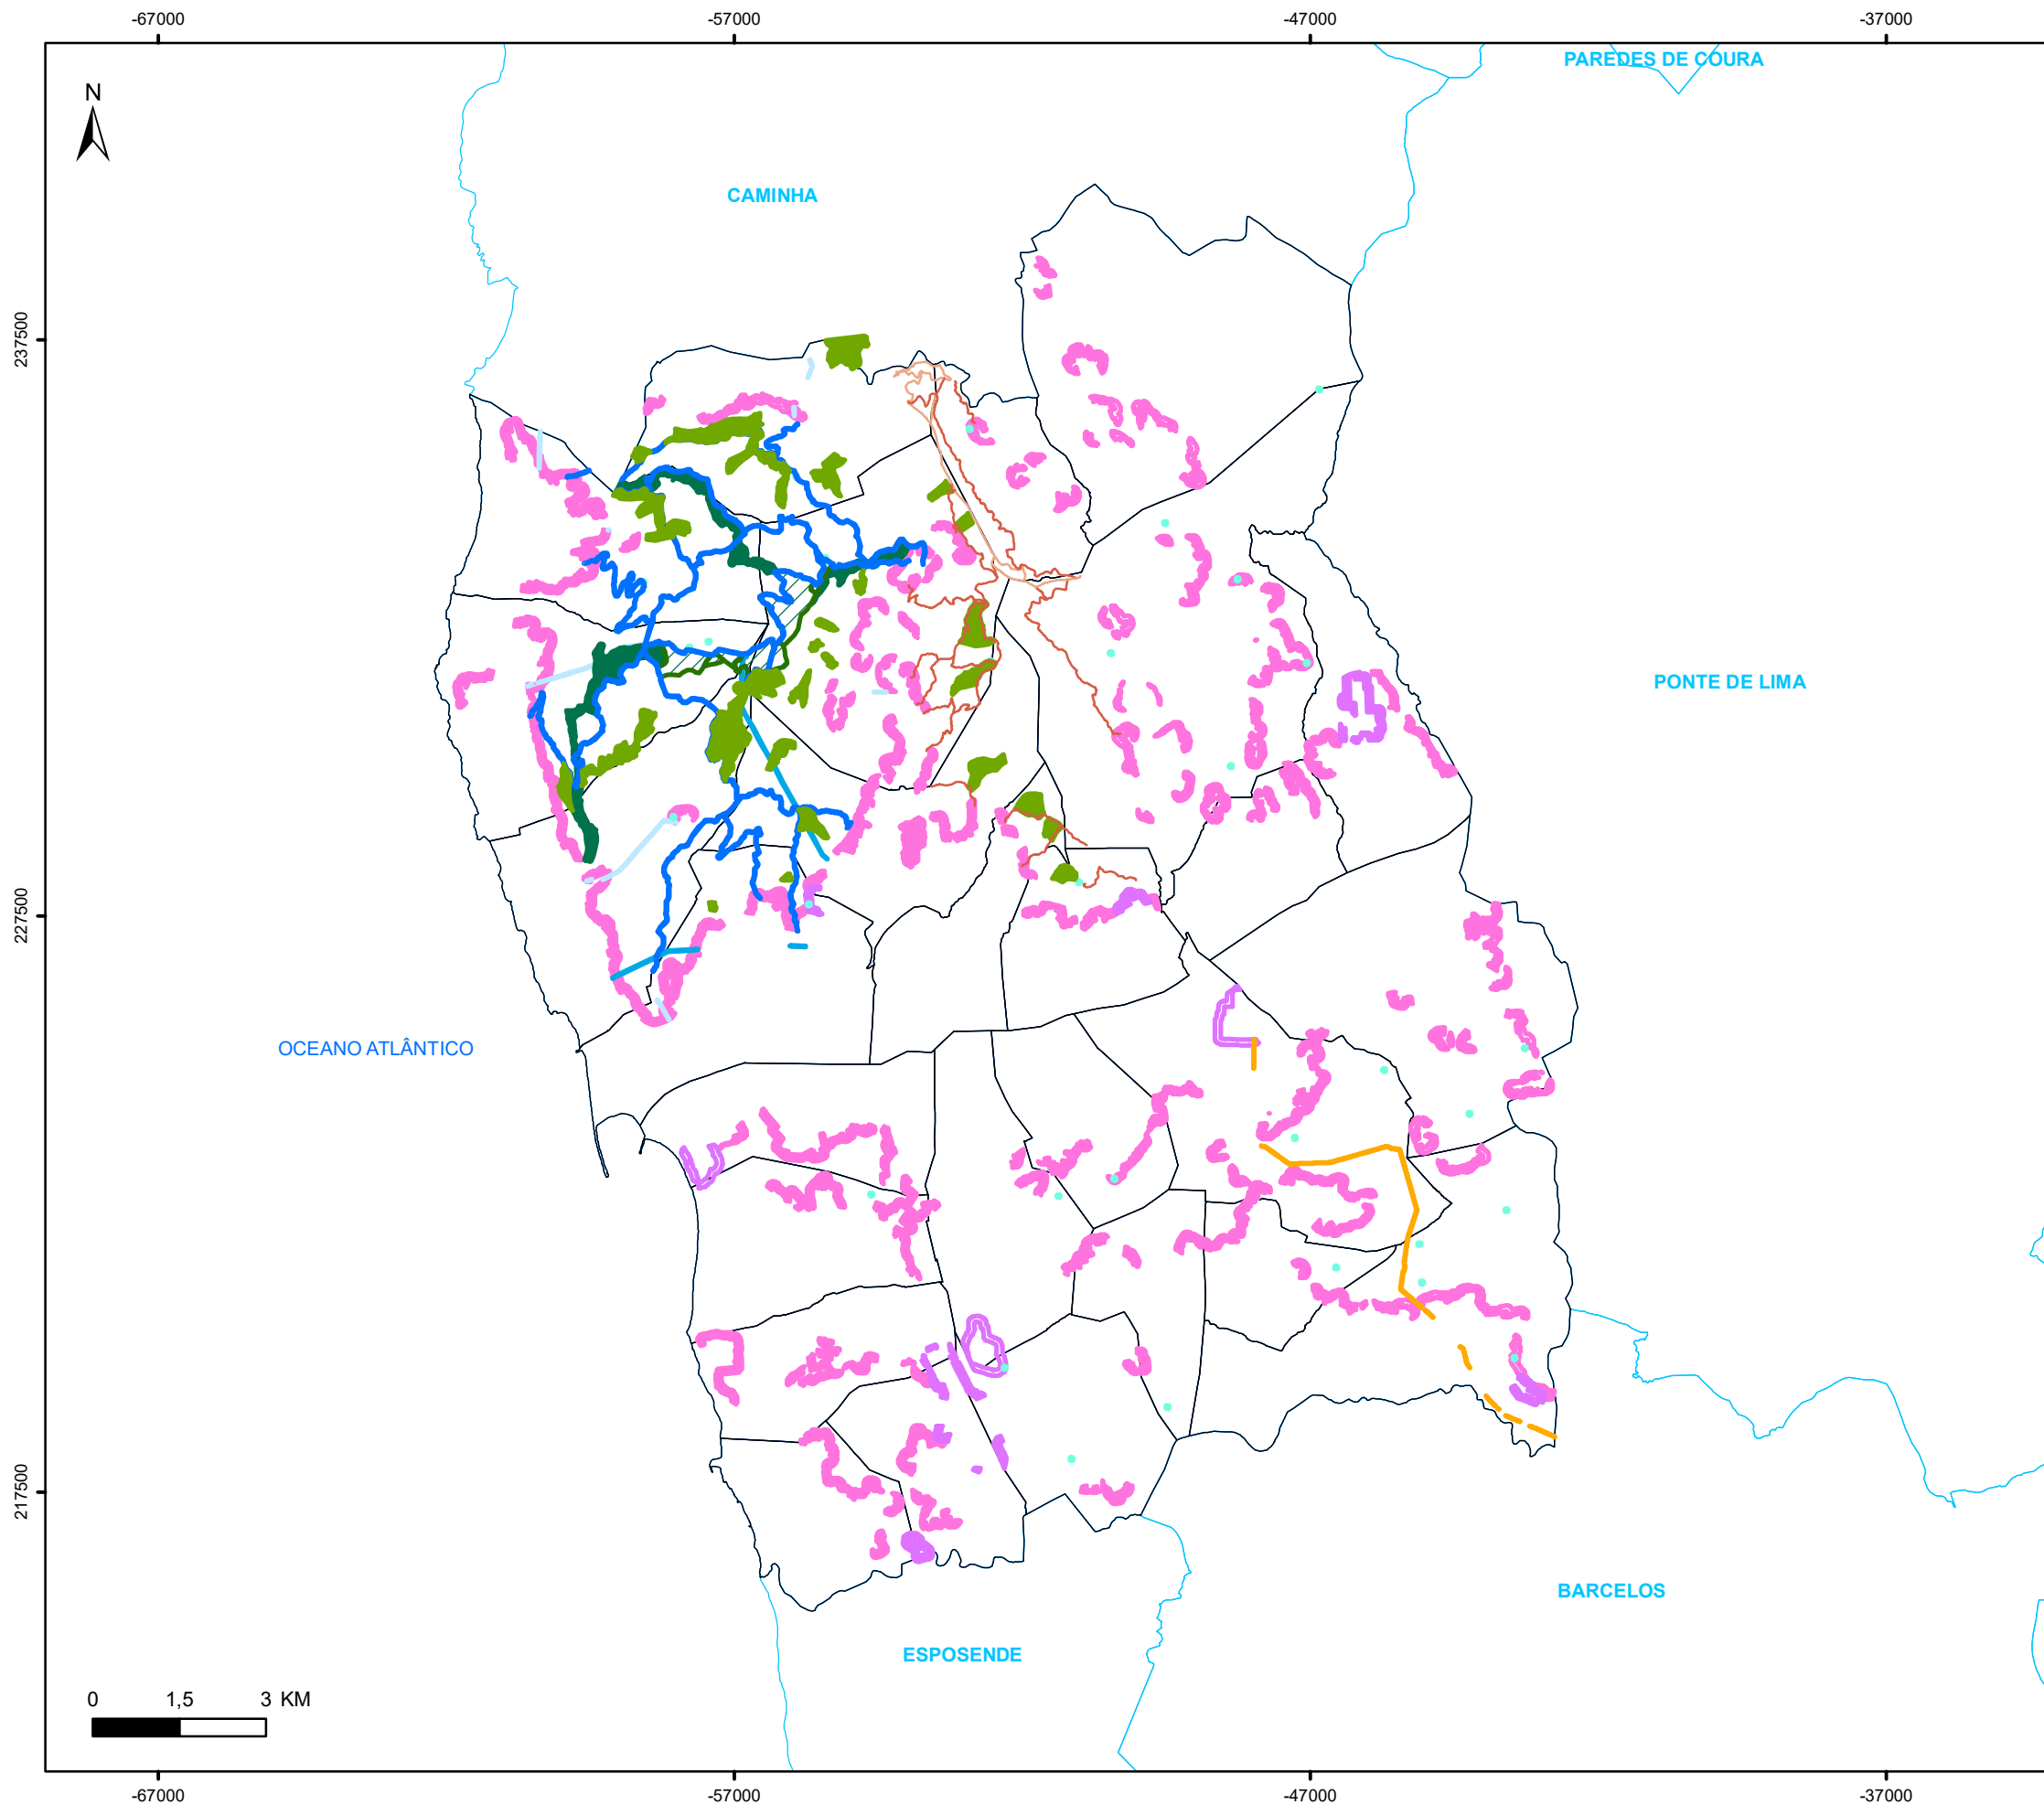 -67000 -57000 -47000 -37000
PAREDES DE COURA
N
CAMINHA
237500
PONTE DE LIMA
227500
OCEANO ATLÂNTICO
217500
BARCELOS
ESPOSENDE
0 1,5 3 KM
-67000 -57000 -47000 -37000